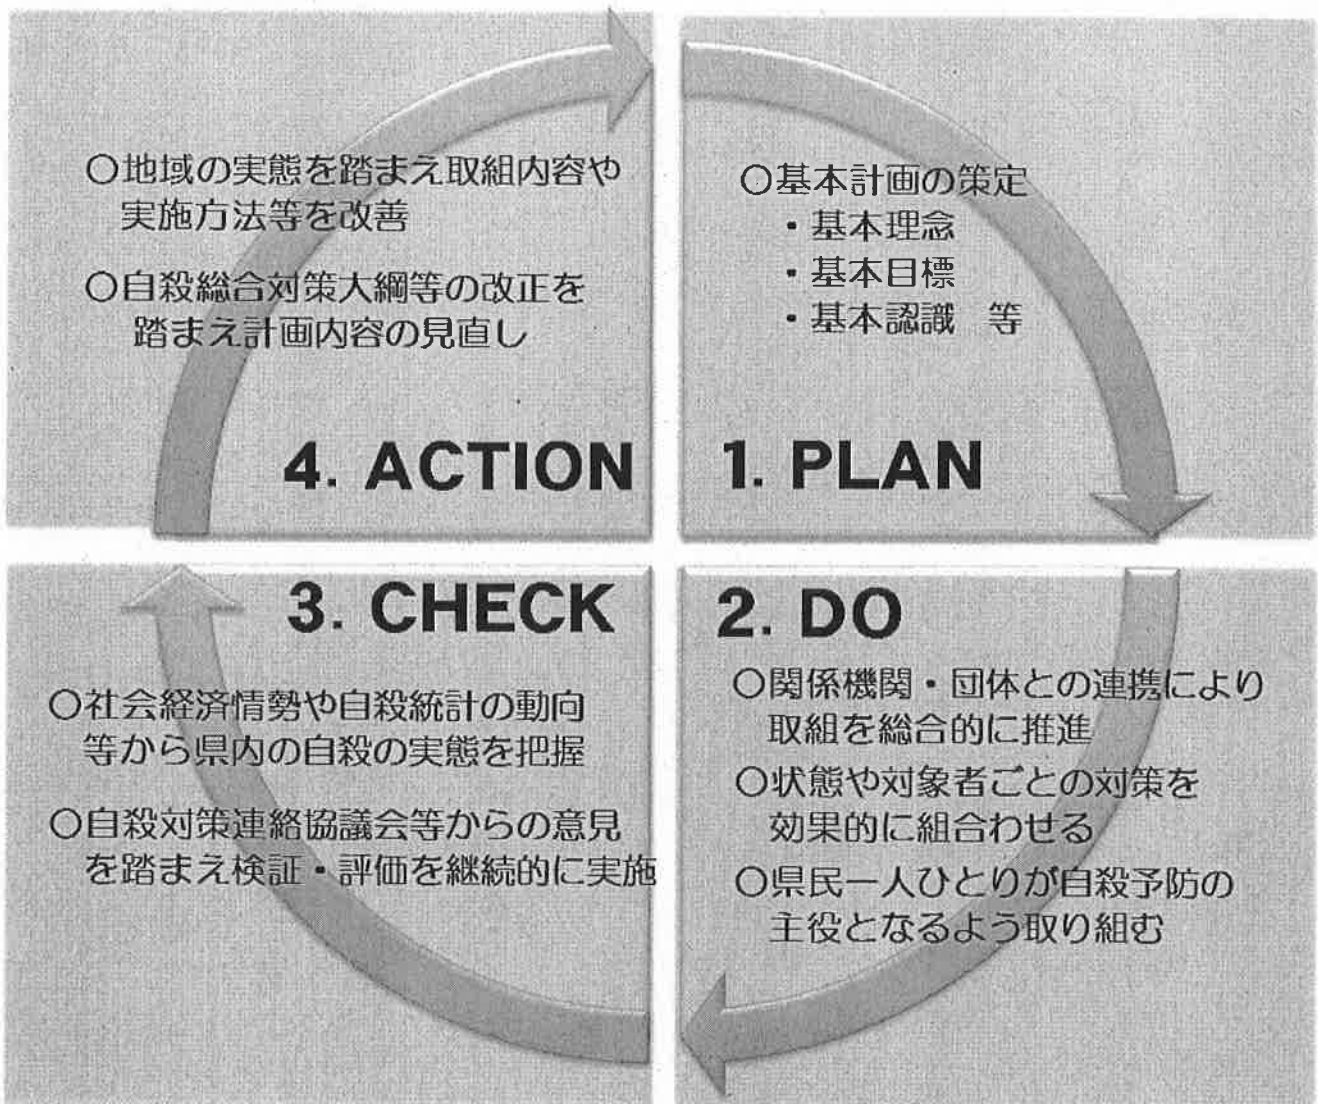 ○地域の実態を踏まえ取組内容や
実施方法等を改善
○自殺総合対策大綱等の改正を
踏まえ計画内容の見直し
4. ACTION
○基本計画の策定
・基本理念
・基本目標
・基本認識　等
1. PLAN
3. CHECK
○社会経済情勢や自殺統計の動向
等から県内の自殺の実態を把握
○自殺対策連絡協議会等からの意見
を踏まえ検証・評価を継続的に実施
2. DO
○関係機関・団体との連携により
取組を総合的に推進
○状態や対象者ごとの対策を
効果的に組合わせる
○県民一人ひとりが自殺予防の
主役となるよう取り組む